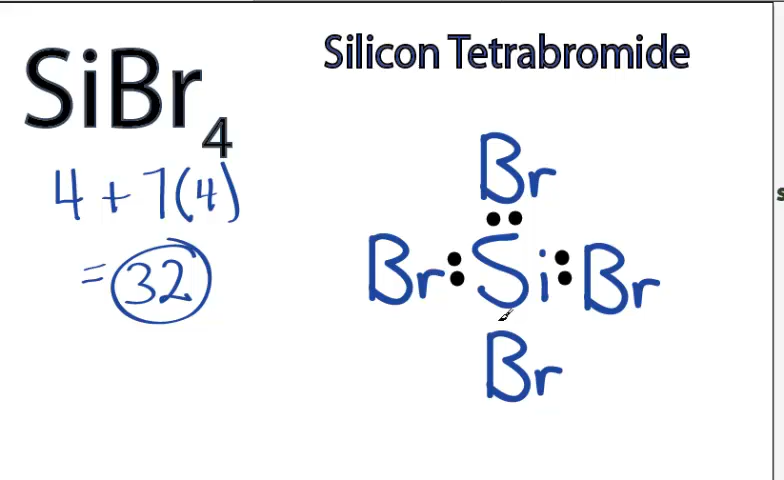 SiBr4
Silicon Tetrabromide
4 + 7(4)
= 32
Br
Br : Si : Br
Br
s